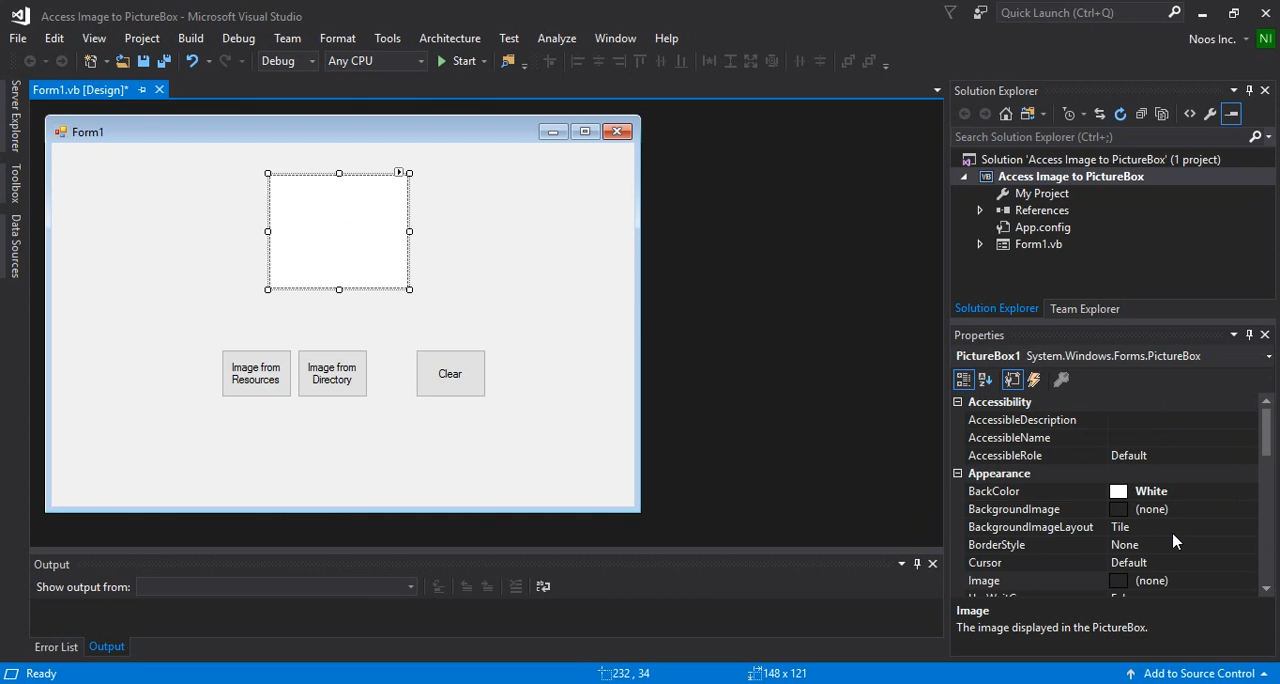 Access Image to PictureBox - Microsoft Visual Studio
Quick Launch (Ctrl+Q)
File Edit View Project Build Debug Team Format Tools Architecture Test Analyze Window Help
Noos Inc. NI
Debug Any CPU Start
Server Explorer
Toolbox
Data Sources
Form1.vb [Design]*
Form1
Image from
Resources
Image from
Directory
Clear
Output
Show output from:
Error List Output
Solution Explorer
Search Solution Explorer (Ctrl+;)
Solution 'Access Image to PictureBox' (1 project)
VB Access Image to PictureBox
My Project
References
App.config
Form1.vb
Solution Explorer Team Explorer
Properties
PictureBox1 System.Windows.Forms.PictureBox
Accessibility
AccessibleDescription
AccessibleName
AccessibleRole Default
Appearance
BackColor White
BackgroundImage (none)
BackgroundImageLayout Tile
BorderStyle None
Cursor Default
Image (none)
Image
The image displayed in the PictureBox.
Ready 232 , 34 148 x 121 Add to Source Control